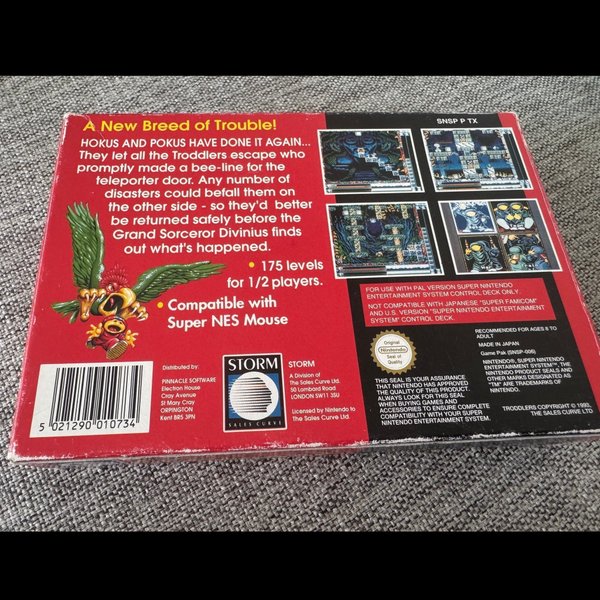 A New Breed of Trouble!
HOKUS AND POKUS HAVE DONE IT AGAIN...
They let all the Troddlers escape who
promptly made a bee-line for the
teleporter door. Any number of
disasters could befall them on
the other side - so they'd better
be returned safely before the
Grand Sorceror Divinius finds
out what's happened.
• 175 levels
for 1/2 players.
• Compatible with
Super NES Mouse
Distributed by:
PINNACLE SOFTWARE
Electron House
Cray Avenue
St Mary Cray
ORPINGTON
Kent BR5 3PN
5 021290 010734
STORM
SALES CURVE
STORM
A Division of
The Sales Curve Ltd.
50 Lombard Road
LONDON SW11 3SU
Licensed by Nintendo to
The Sales Curve Ltd.
SNSP P TX
FOR USE WITH PAL VERSION SUPER NINTENDO
ENTERTAINMENT SYSTEM CONTROL DECK ONLY.
NOT COMPATIBLE WITH JAPANESE "SUPER FAMICOM"
AND U.S. VERSION "SUPER NINTENDO ENTERTAINMENT
SYSTEM" CONTROL DECK.
Original
Nintendo
Seal of
Quality
THIS SEAL IS YOUR ASSURANCE
THAT NINTENDO HAS APPROVED
THE QUALITY OF THIS PRODUCT.
ALWAYS LOOK FOR THIS SEAL
WHEN BUYING GAMES AND
ACCESSORIES TO ENSURE COMPLETE
COMPATIBILITY WITH YOUR SUPER
NINTENDO ENTERTAINMENT SYSTEM.
RECOMMENDED FOR AGES 8 TO
ADULT
MADE IN JAPAN
Game Pak (SNSP-006)
NINTENDO®, SUPER NINTENDO
ENTERTAINMENT SYSTEM™, THE
NINTENDO PRODUCT SEALS AND
OTHER MARKS DESIGNATED AS
"TM" ARE TRADEMARKS OF
NINTENDO.
TRODDLERS COPYRIGHT © 1993,
THE SALES CURVE LTD